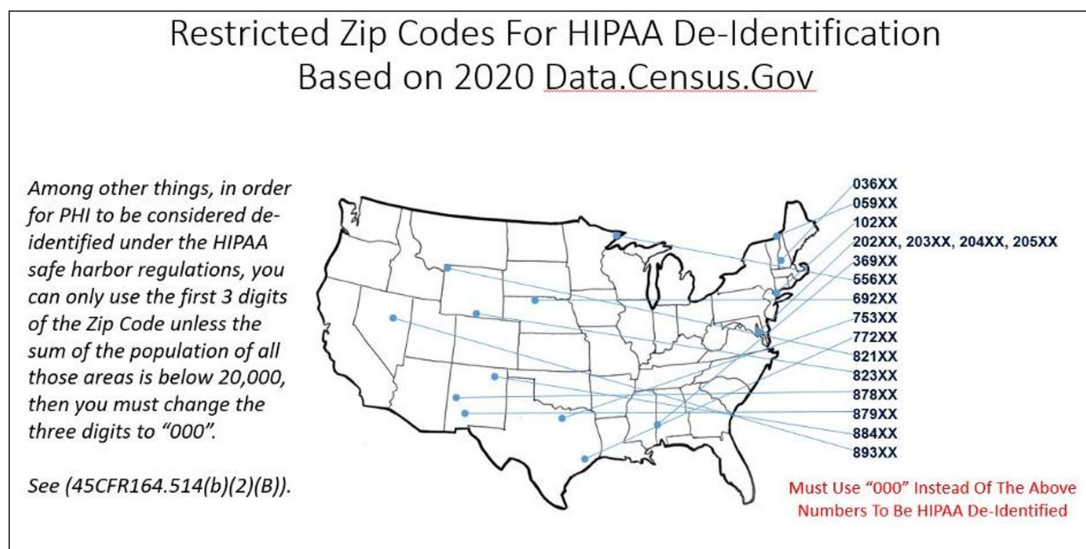 Restricted Zip Codes For HIPAA De-Identification
Based on 2020 Data.Census.Gov
Among other things, in order
for PHI to be considered de-
identified under the HIPAA
safe harbor regulations, you
can only use the first 3 digits
of the Zip Code unless the
sum of the population of all
those areas is below 20,000,
then you must change the
three digits to “000”.
See (45CFR164.514(b)(2)(B)).
036XX
059XX
102XX
202XX, 203XX, 204XX, 205XX
369XX
556XX
692XX
753XX
772XX
821XX
823XX
878XX
879XX
884XX
893XX
Must Use “000” Instead Of The Above
Numbers To Be HIPAA De-Identified